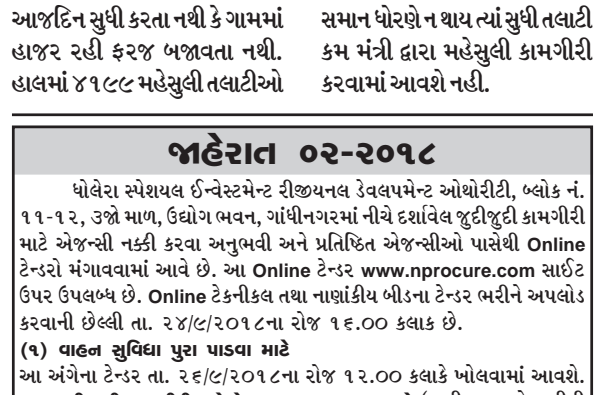 આજદિન સુધી કરતા નથી કે ગામમાં
હાજર રહી ફરજ બજાવતા નથી.
હાલમાં ૪૧૯૯ મહેસુલી તલાટીઓ
સમાન ધોરણે ન થાય ત્યાં સુધી તલાટી
કમ મંત્રી દ્વારા મહેસુલી કામગીરી
કરવામાં આવશે નહી.
જાહેરાત ૦૨-૨૦૧૮
ધોલેરા સ્પેશયલ ઈન્વેસ્ટમેન્ટ રીજીયનલ ડેવલપમેન્ટ ઓથોરીટી, બ્લોક નં.
૧૧-૧૨, ૩જો માળ, ઉદ્યોગ ભવન, ગાંધીનગરમાં નીચે દર્શાવેલ જુદીજુદી કામગીરી
માટે એજન્સી નક્કી કરવા અનુભવી અને પ્રતિષ્ઠિત એજન્સીઓ પાસેથી Online
ટેન્ડરો મંગાવવામાં આવે છે. આ Online ટેન્ડર www.nprocure.com સાઈટ
ઉપર ઉપલબ્ધ છે. Online ટેકનીકલ તથા નાણાંકીય બીડના ટેન્ડર ભરીને અપલોડ
કરવાની છેલ્લી તા. ૨૪/૯/૨૦૧૮ના રોજ ૧૬.૦૦ કલાક છે.
(૧) વાહન સુવિધા પુરા પાડવા માટે
આ અંગેના ટેન્ડર તા. ૨૬/૯/૨૦૧૮ના રોજ ૧૨.૦૦ કલાકે ખોલવામાં આવશે.